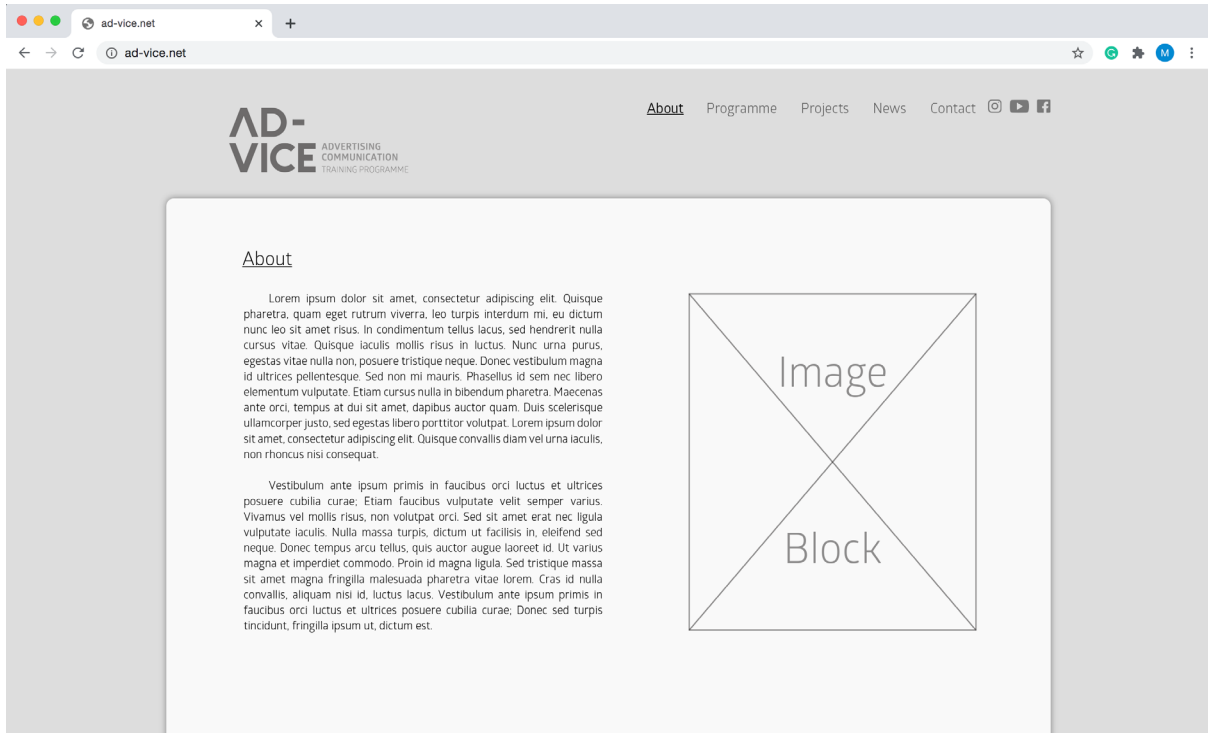 ad-vice.net
ad-vice.net
M
About Programme Projects News Contact
AD-
VICE
ADVERTISING
COMMUNICATION
TRAINING PROGRAMME
About
Lorem ipsum dolor sit amet, consectetur adipiscing elit. Quisque
pharetra, quam eget rutrum viverra, leo turpis interdum mi, eu dictum
nunc leo sit amet risus. In condimentum tellus lacus, sed hendrerit nulla
cursus vitae. Quisque iaculis mollis risus in luctus. Nunc urna purus,
egestas vitae nulla non, posuere tristique neque. Donec vestibulum magna
id ultrices pellentesque. Sed non mi mauris. Phasellus id sem nec libero
elementum vulputate. Etiam cursus nulla in bibendum pharetra. Maecenas
ante orci, tempus at dui sit amet, dapibus auctor quam. Duis scelerisque
ullamcorper justo, sed egestas libero porttitor volutpat. Lorem ipsum dolor
sit amet, consectetur adipiscing elit. Quisque convallis diam vel urna iaculis,
non rhoncus nisi consequat.
Vestibulum ante ipsum primis in faucibus orci luctus et ultrices
posuere cubilia curae; Etiam faucibus vulputate velit semper varius.
Vivamus vel mollis risus, non volutpat orci. Sed sit amet erat nec ligula
vulputate iaculis. Nulla massa turpis, dictum ut facilisis in, eleifend sed
neque. Donec tempus arcu tellus, quis auctor augue laoreet id. Ut varius
magna et imperdiet commodo. Proin id magna ligula. Sed tristique massa
sit amet magna fringilla malesuada pharetra vitae lorem. Cras id nulla
convallis, aliquam nisi id, luctus lacus. Vestibulum ante ipsum primis in
faucibus orci luctus et ultrices posuere cubilia curae; Donec sed turpis
tincidunt, fringilla ipsum ut, dictum est.
Image
Block